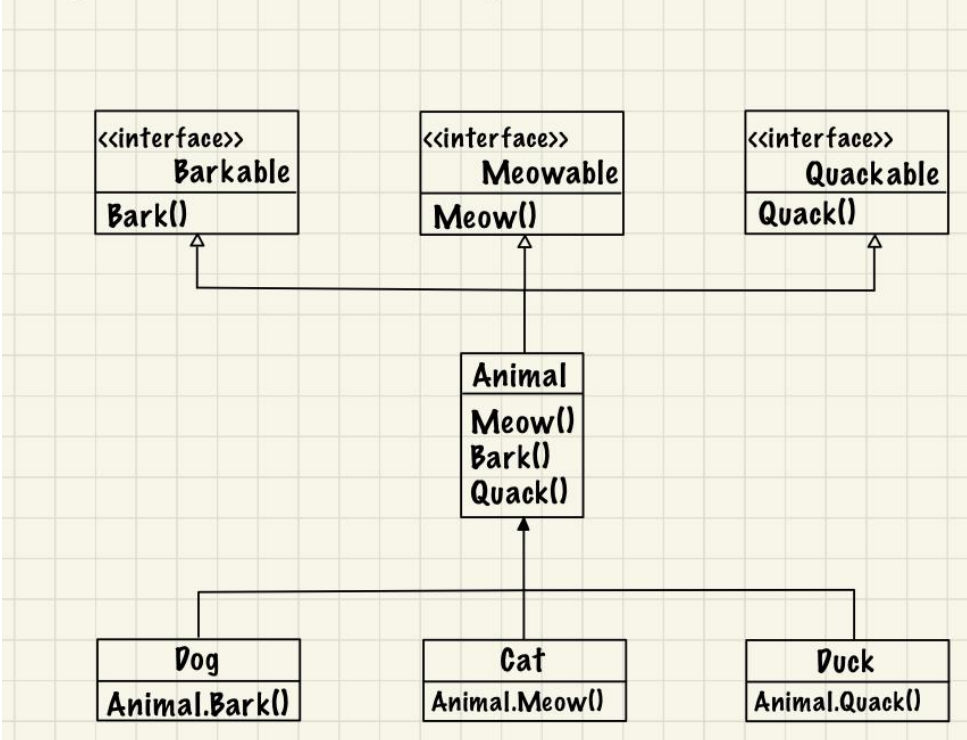 <<interface>>
Barkable
Bark()
<<interface>>
Meowable
Meow()
<<interface>>
Quackable
Quack()
Animal
Meow()
Bark()
Quack()
Dog
Animal.Bark()
Cat
Animal.Meow()
Duck
Animal.Quack()